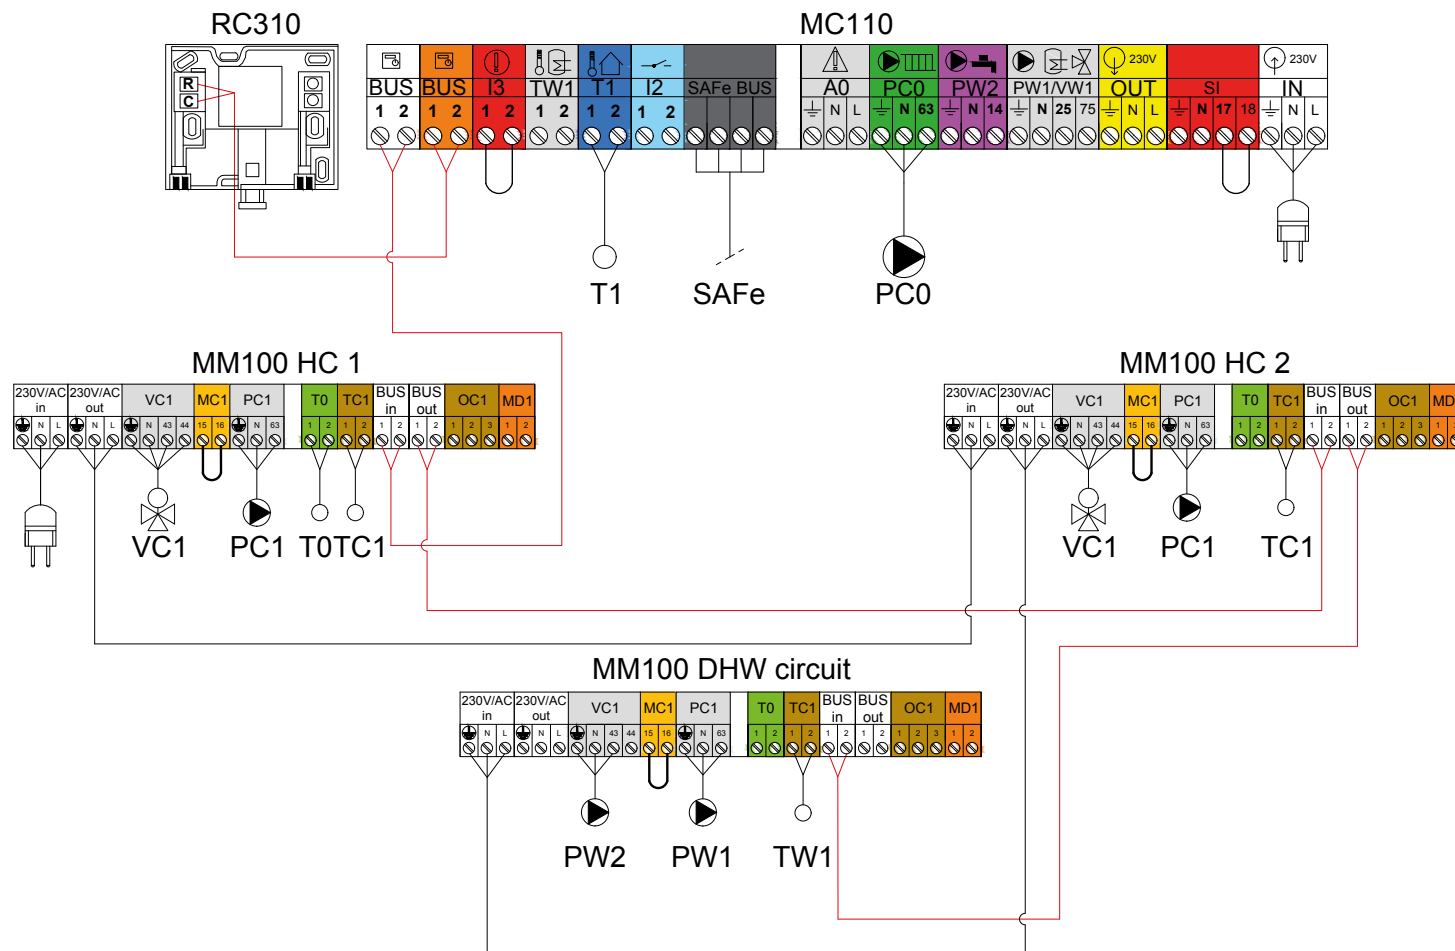 RC310
MC110
R
C
230V 230V
BUS BUS I3 TW1 T1 I2 SAFe BUS A0 PC0 PW2 PW1/VW1 OUT SI IN
1 2 1 2 1 2 1 2 1 2 1 2 N L N 63 N 14 N 25 75 N L N 17 18 N L
T1 SAFe PC0
MM100 HC 1
230V/AC in 230V/AC out VC1 MC1 PC1 T0 TC1 BUS in BUS out OC1 MD1
N L N L N 43 44 15 16 N 63 1 2 1 2 1 2 1 2 1 2 3 1 2
VC1 PC1 T0 TC1
MM100 HC 2
230V/AC in 230V/AC out VC1 MC1 PC1 T0 TC1 BUS in BUS out OC1 MD
N L N L N 43 44 15 16 N 63 1 2 1 2 1 2 1 2 1 2 3 1 2
VC1 PC1 TC1
MM100 DHW circuit
230V/AC in 230V/AC out VC1 MC1 PC1 T0 TC1 BUS in BUS out OC1 MD1
N L N L N 43 44 15 16 N 63 1 2 1 2 1 2 1 2 1 2 3 1 2
PW2 PW1 TW1